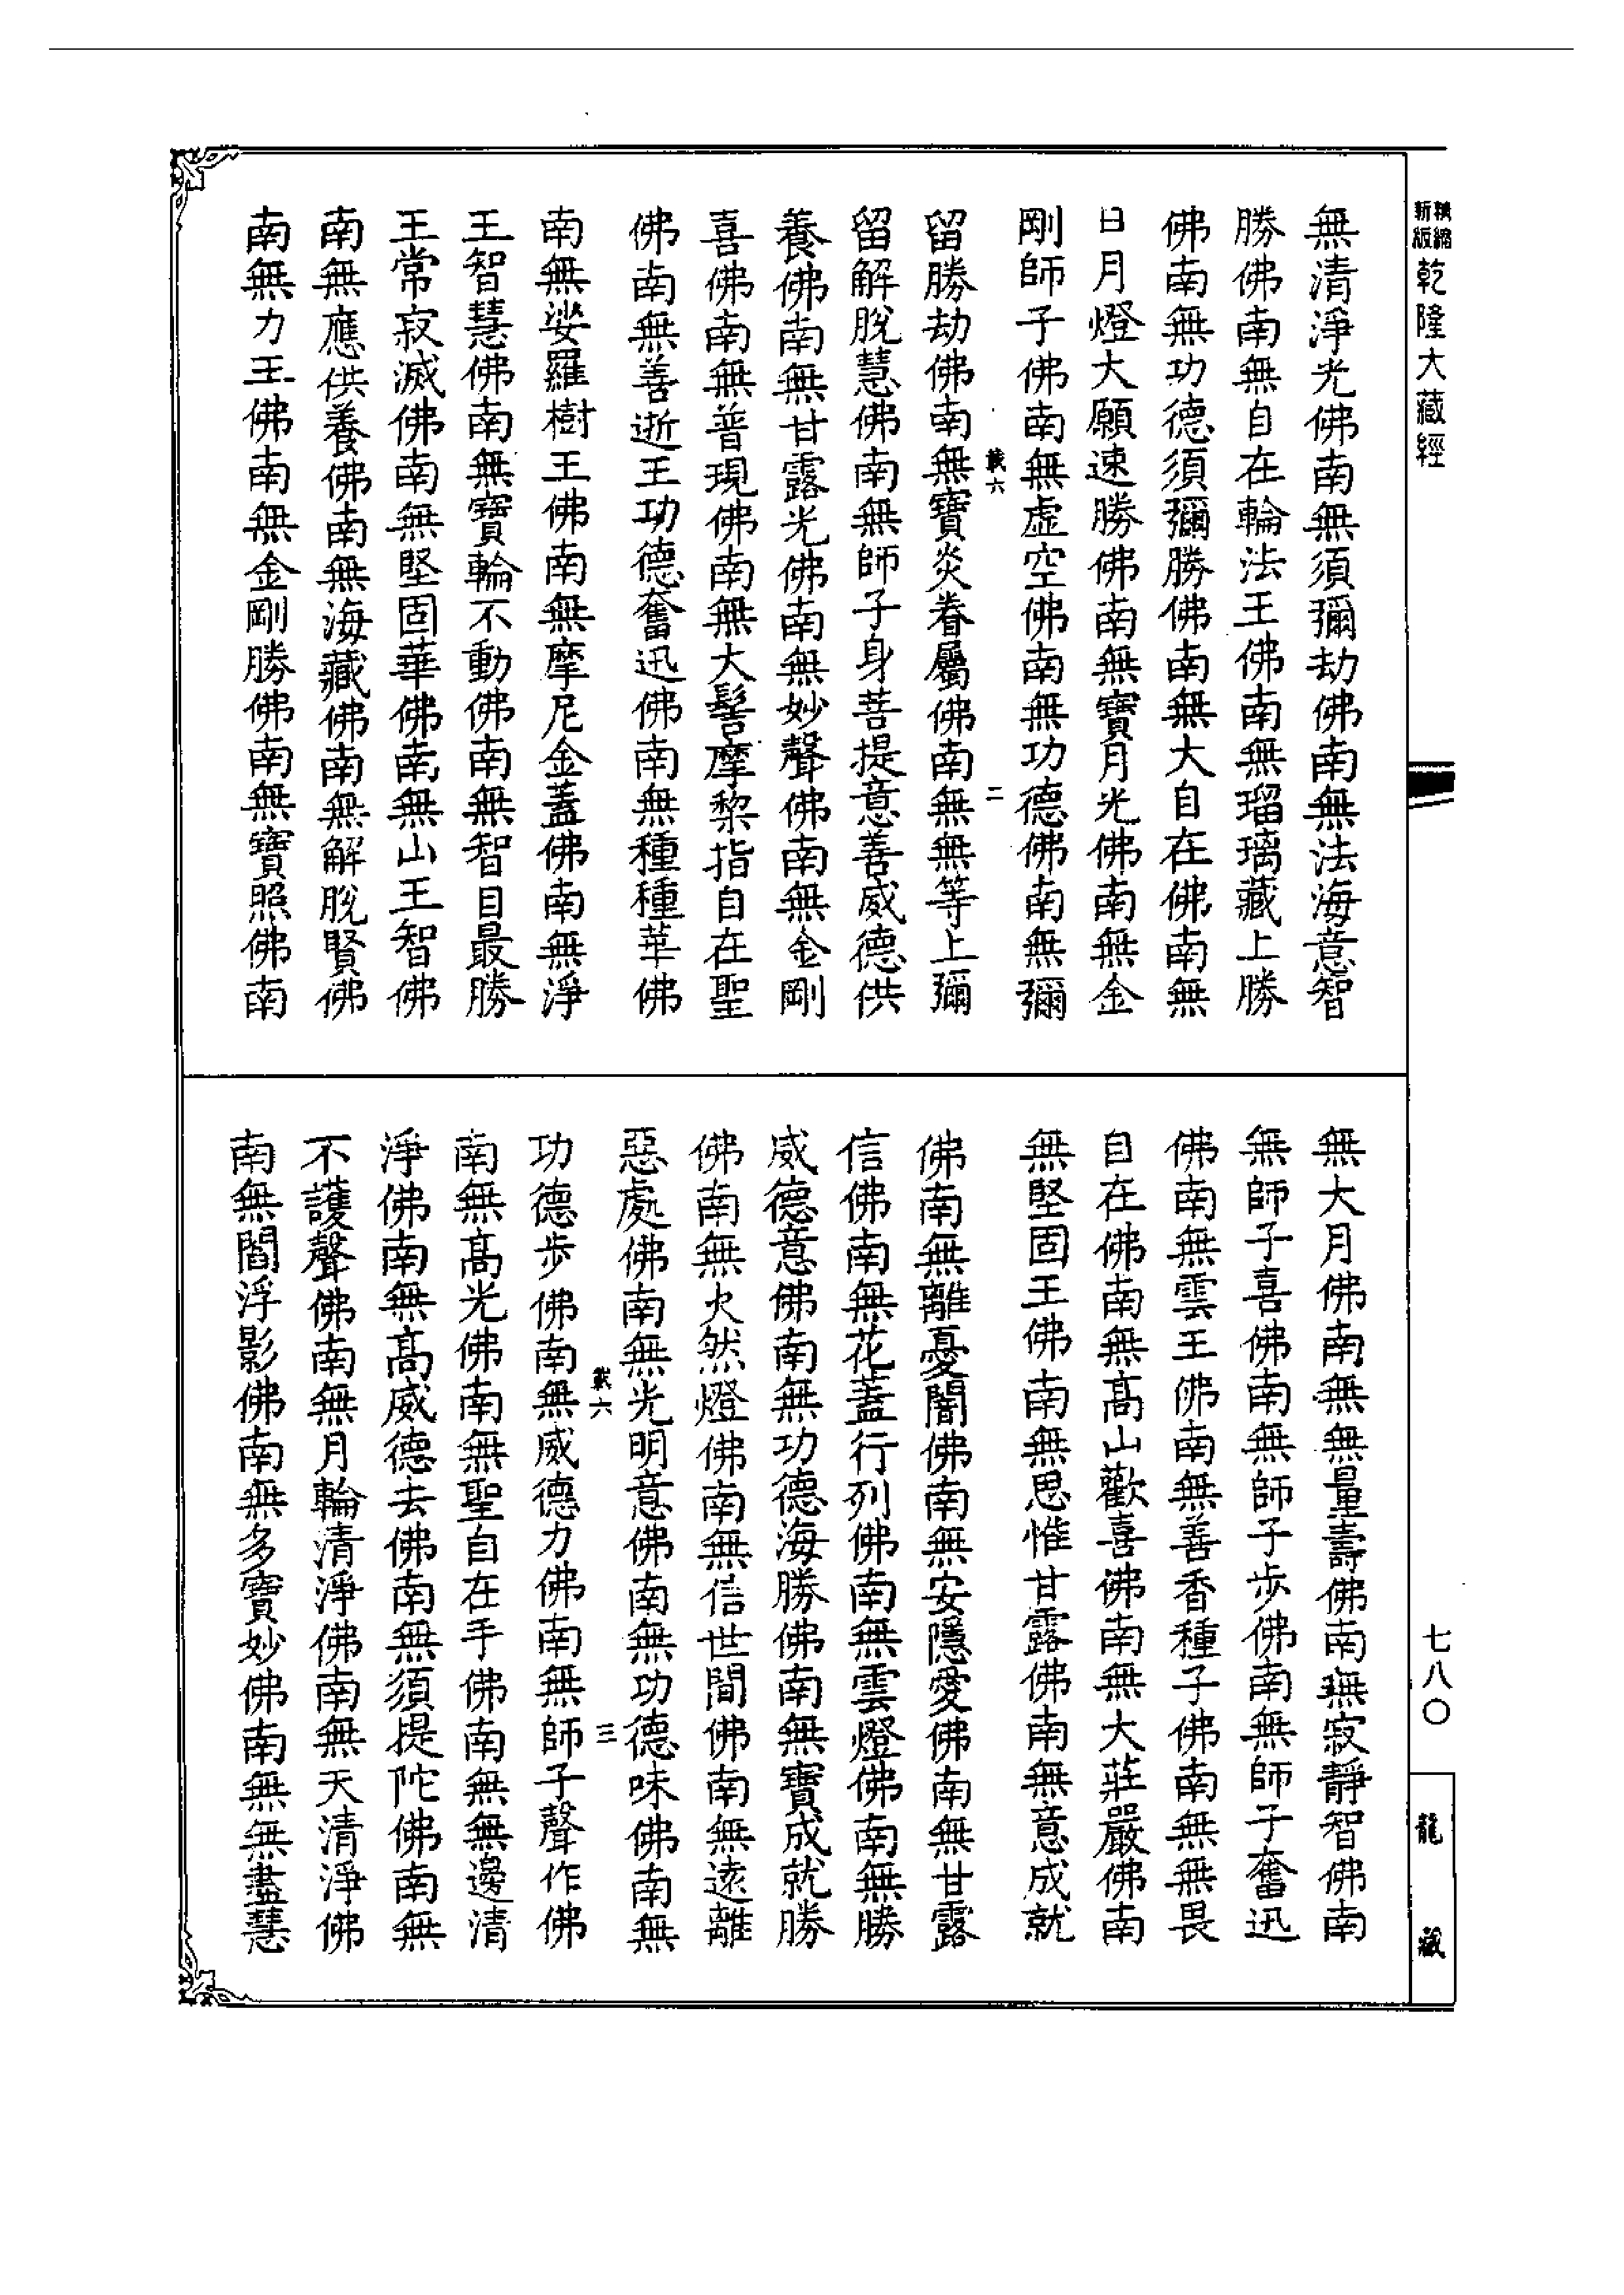 精縮新版乾隆大藏經
無清淨光佛南無須彌劫佛南無法海意智
勝佛南無自在輪法王佛南無瑠璃藏上勝
佛南無功德須彌勝佛南無大自在佛南無
日月燈大願速勝佛南無寶月光佛南無金
剛師子佛南無虛空佛南無功德佛南無彌
載六 二
留勝劫佛南無寶炎眷屬佛南無無等上彌
留解脫慧佛南無師子身菩提意善威德供
養佛南無甘露光佛南無妙聲佛南無金剛
喜佛南無普現佛南無大髻摩黎指自在聖
佛南無善逝王功德奮迅佛南無種種華佛
南無娑羅樹王佛南無摩尼金蓋佛南無淨
王智慧佛南無寶輪不動佛南無智目最勝
王常寂滅佛南無堅固華佛南無山王智佛
南無應供養佛南無海藏佛南無解脫賢佛
南無力王佛南無金剛勝佛南無寶照佛南
無大月佛南無無量壽佛南無寂靜智佛南
無師子喜佛南無師子步佛南無師子奮迅
佛南無雲王佛南無善香種子佛南無無畏
自在佛南無高山歡喜佛南無大莊嚴佛南
無堅固王佛南無思惟甘露佛南無意成就
佛南無離憂闇佛南無安隱愛佛南無甘露
信佛南無花蓋行列佛南無雲燈佛南無勝
威德意佛南無功德海勝佛南無寶成就勝
佛南無火然燈佛南無信世間佛南無遠離
惡處佛南無光明意佛南無功德味佛南無
載六 三
功德步佛南無威德力佛南無師子聲作佛
南無高光佛南無聖自在手佛南無無邊清
淨佛南無高威德去佛南無須提陀佛南無
不護聲佛南無月輪清淨佛南無天清淨佛
南無閻浮影佛南無多寶妙佛南無無盡慧
七八〇
龍藏